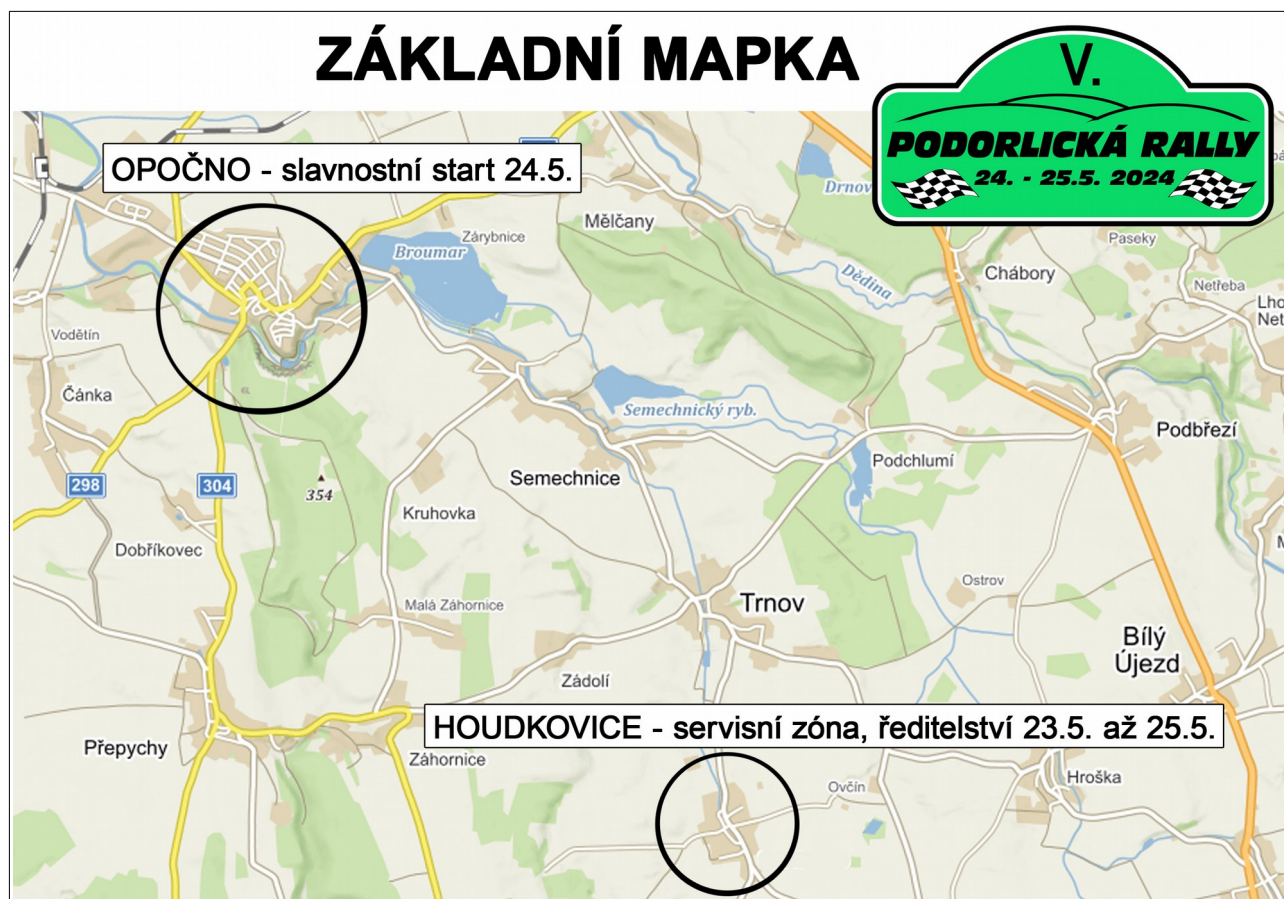 ZÁKLADNÍ MAPKA
V.
PODORLICKÁ RALLY
24. - 25.5. 2024
OPOČNO - slavnostní start 24.5.
Drnov
Mělčany
Zárybnice
Broumar
Paseky
Dědina
Chábory
Netřeba
Lho
Net
Vodětín
Čánka
Semechnický ryb.
Podbřezí
Podchlumí
Semechnice
298
304
354
Kruhovka
Dobříkovec
Ostrov
Malá Záhornice
Trnov
Bílý
Újezd
Zádolí
HOUDKOVICE - servisní zóna, ředitelství 23.5. až 25.5.
Přepychy
Záhornice
Hroška
Ovčín